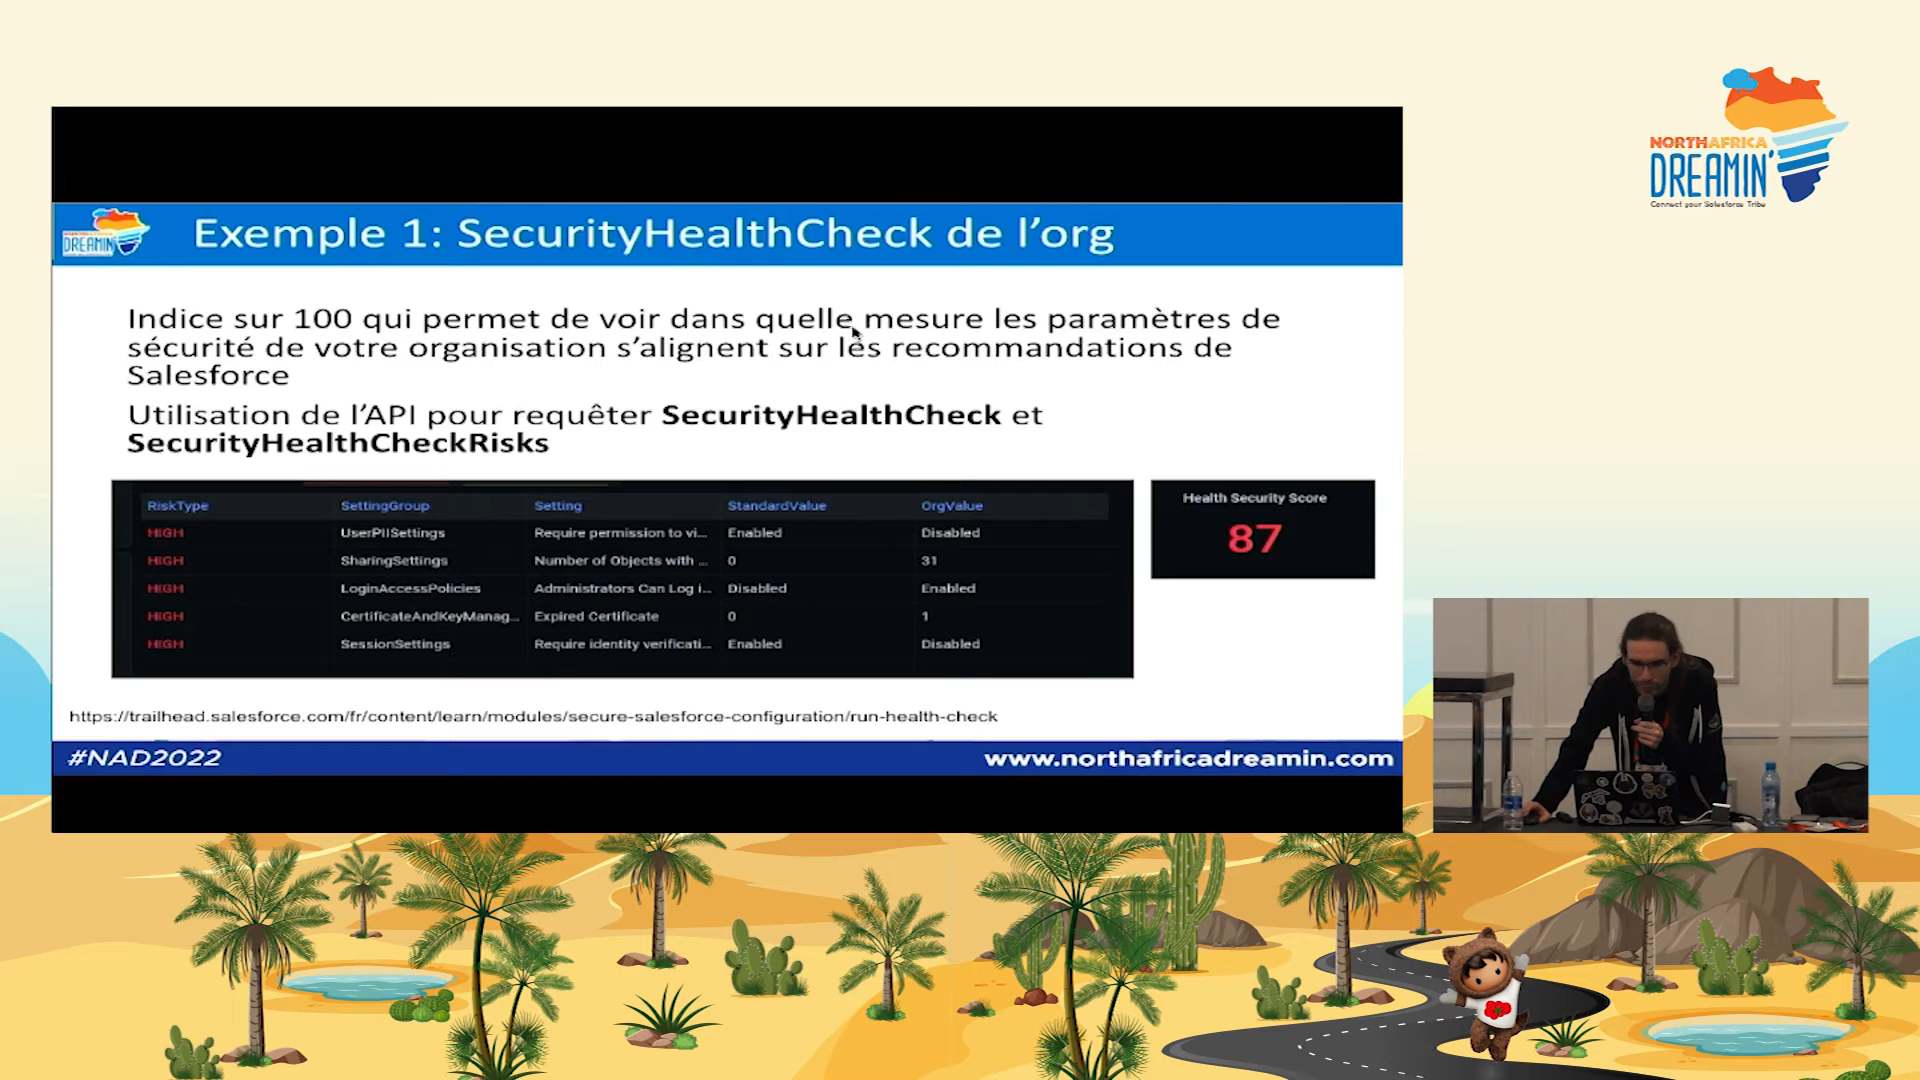 NORTHAFRICA
DREAMIN'
Connect your Salesforce Tribe
DREAMIN'
Exemple 1: SecurityHealthCheck de l'org
Indice sur 100 qui permet de voir dans quelle mesure les paramètres de
sécurité de votre organisation s'alignent sur les recommandations de
Salesforce
Utilisation de l'API pour requêter SecurityHealthCheck et
SecurityHealthCheckRisks
RiskType SettingGroup Setting StandardValue OrgValue
HIGH UserPIISettings Require permission to vi... Enabled Disabled
HIGH SharingSettings Number of Objects with ... 0 31
HIGH LoginAccessPolicies Administrators Can Log i... Disabled Enabled
HIGH CertificateAndKeyManag... Expired Certificate 0 1
HIGH SessionSettings Require identity verificati... Enabled Disabled
Health Security Score
87
https://trailhead.salesforce.com/fr/content/learn/modules/secure-salesforce-configuration/run-health-check
#NAD2022
www.northafricadreamin.com